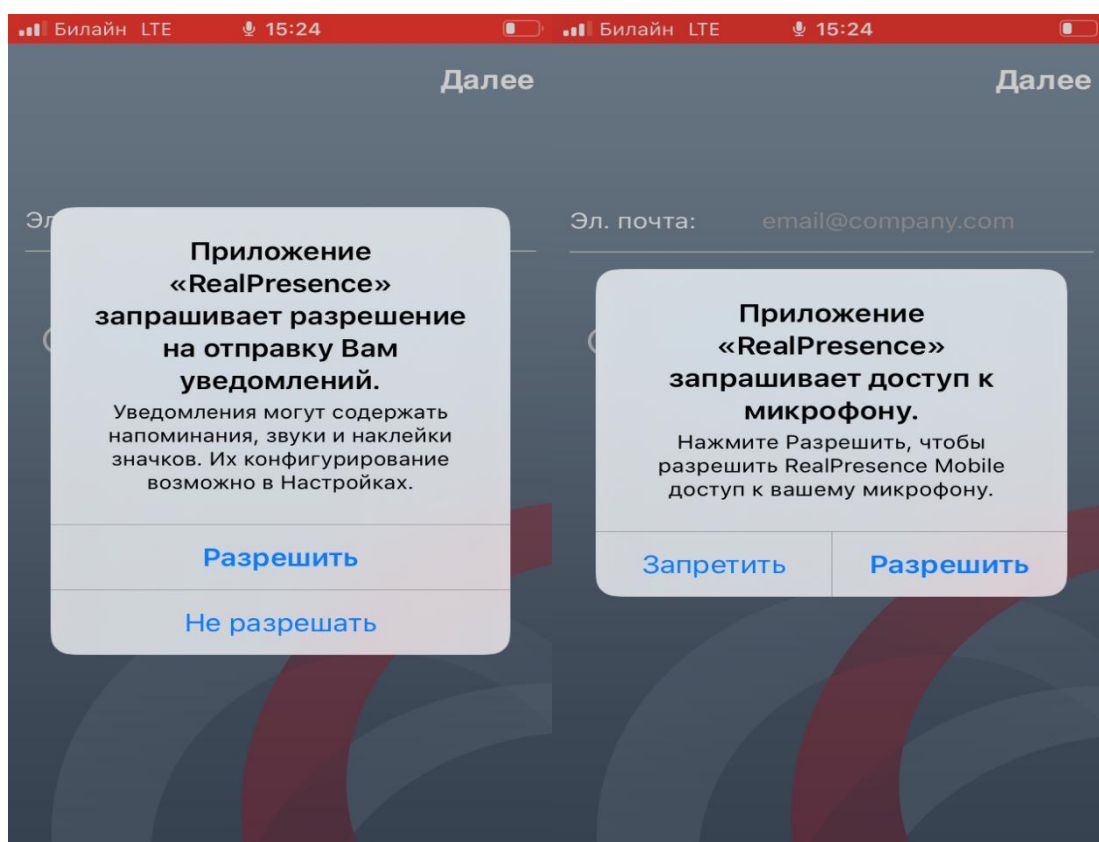 Билайн LTE 15:24
Далее
Эл
Приложение
«RealPresence»
запрашивает разрешение
на отправку Вам
уведомлений.
Уведомления могут содержать
напоминания, звуки и наклейки
значков. Их конфигурирование
возможно в Настройках.
Разрешить
Не разрешать
Билайн LTE 15:24
Далее
Эл. почта: email@company.com
Приложение
«RealPresence»
запрашивает доступ к
микрофону.
Нажмите Разрешить, чтобы
разрешить RealPresence Mobile
доступ к вашему микрофону.
Запретить Разрешить